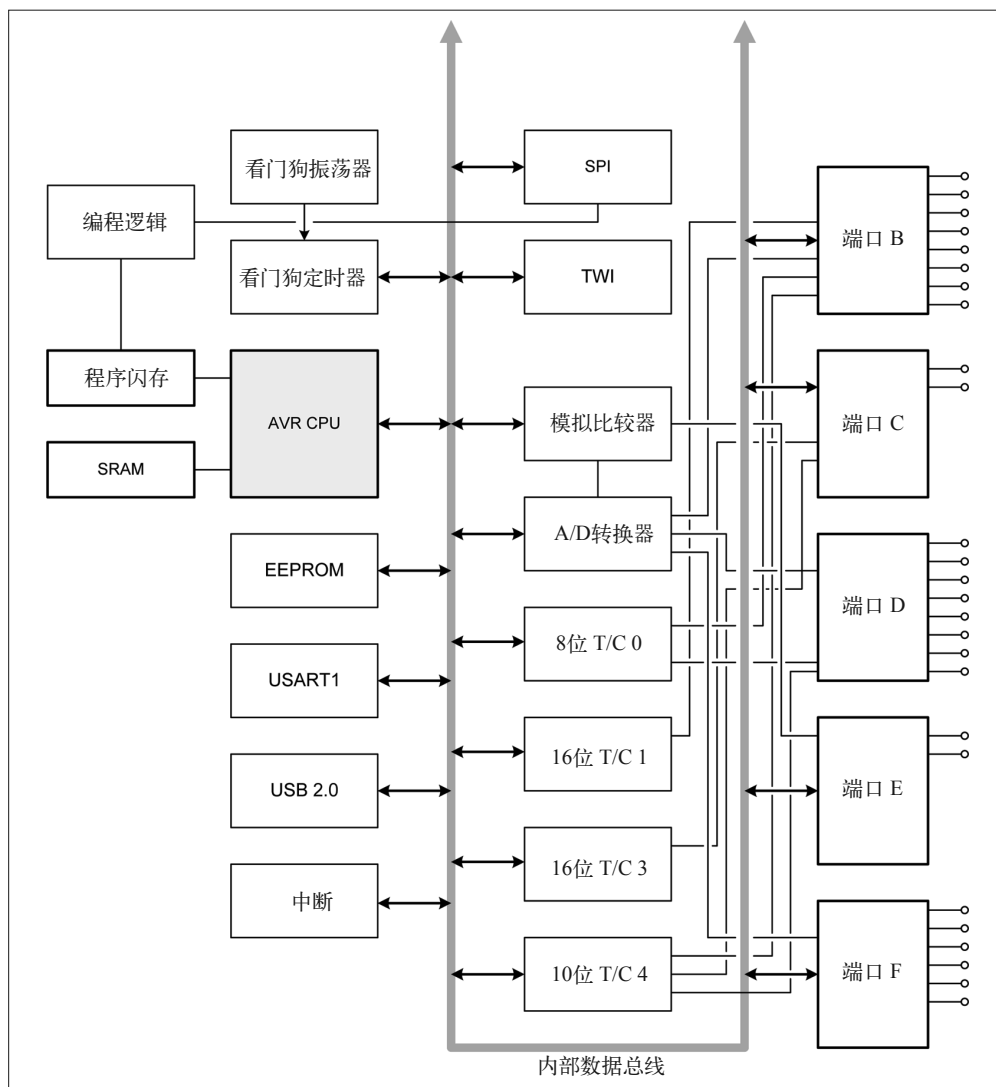 看门狗振荡器
SPI
编程逻辑
端口 B
看门狗定时器
TWI
程序闪存
AVR CPU
模拟比较器
端口 C
SRAM
A/D转换器
EEPROM
端口 D
8位 T/C 0
USART1
16位 T/C 1
USB 2.0
端口 E
16位 T/C 3
中断
10位 T/C 4
端口 F
内部数据总线